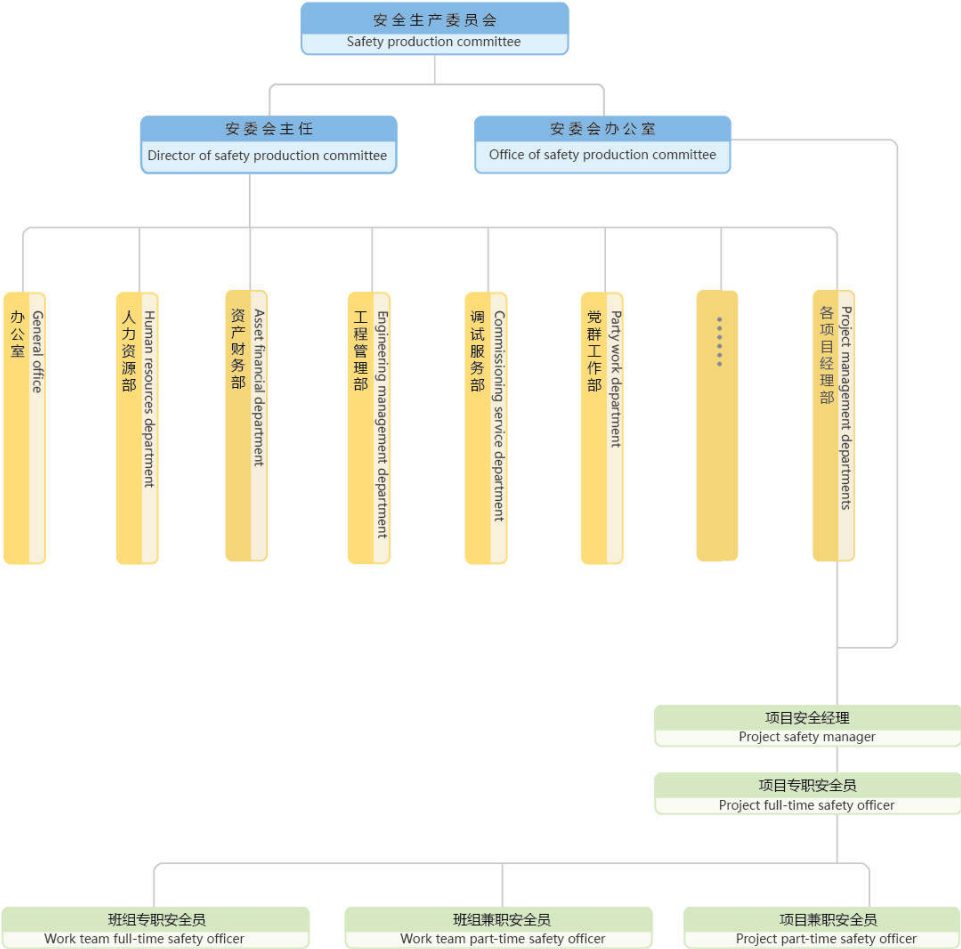 安全生产委员会
Safety production committee
安委会主任
Director of safety production committee
安委会办公室
Office of safety production committee
办公室
General office
人力资源部
Human resources department
资产财务部
Asset financial department
工程管理部
Engineering management department
调试服务部
Commissioning service department
党群工作部
Party work department
••••••
各项目经理部
Project management departments
项目安全经理
Project safety manager
项目专职安全员
Project full-time safety officer
班组专职安全员
Work team full-time safety officer
班组兼职安全员
Work team part-time safety officer
项目兼职安全员
Project part-time safety officer